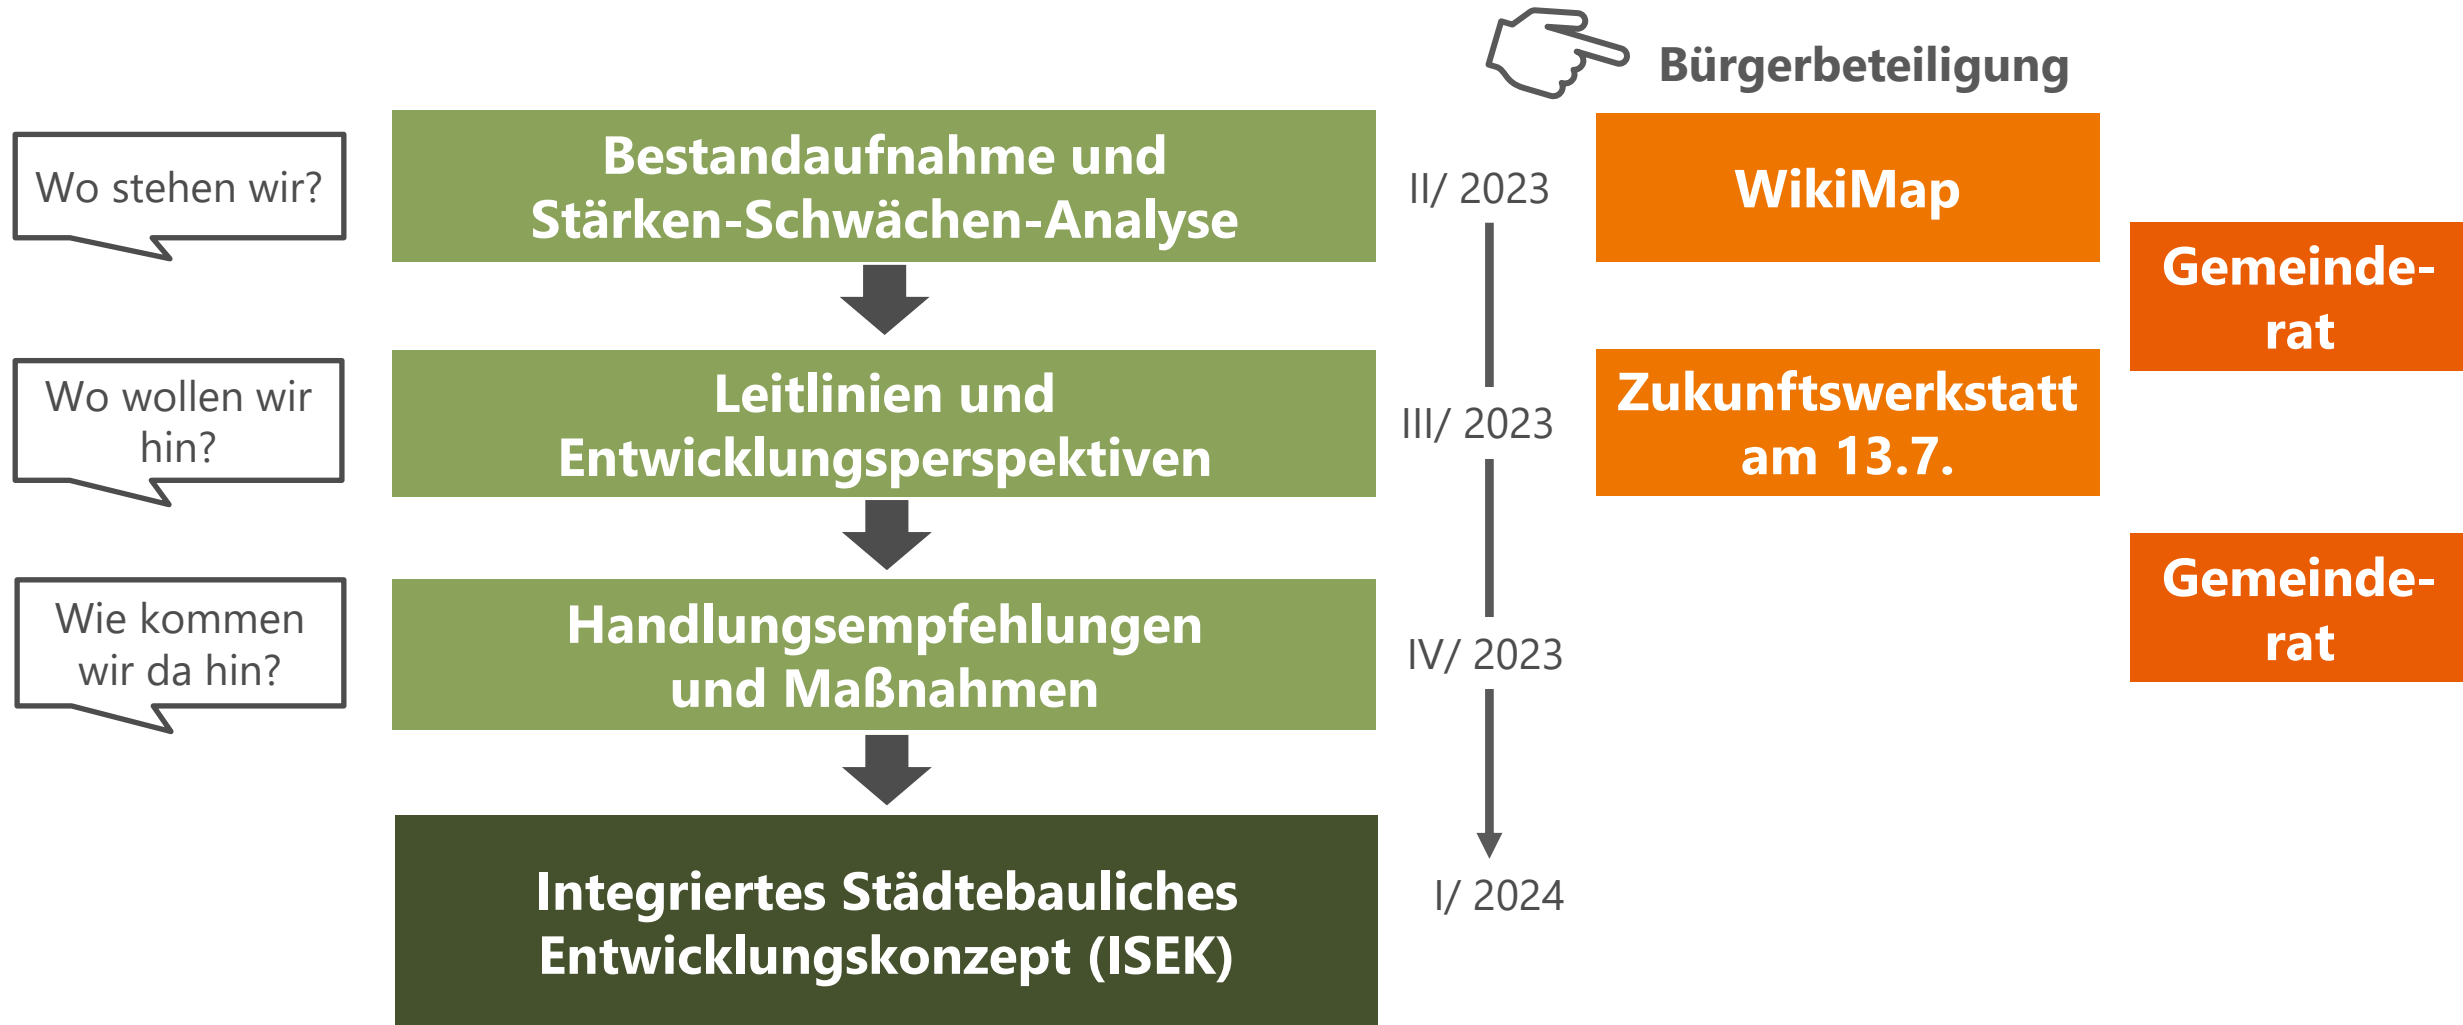 Bürgerbeteiligung
Wo stehen wir?
Bestandaufnahme und
Stärken-Schwächen-Analyse
II/ 2023
WikiMap
Gemeinde-
rat
Wo wollen wir
hin?
Leitlinien und
Entwicklungsperspektiven
III/ 2023
Zukunftswerkstatt
am 13.7.
Gemeinde-
rat
Wie kommen
wir da hin?
Handlungsempfehlungen
und Maßnahmen
IV/ 2023
Integriertes Städtebauliches
Entwicklungskonzept (ISEK)
I/ 2024